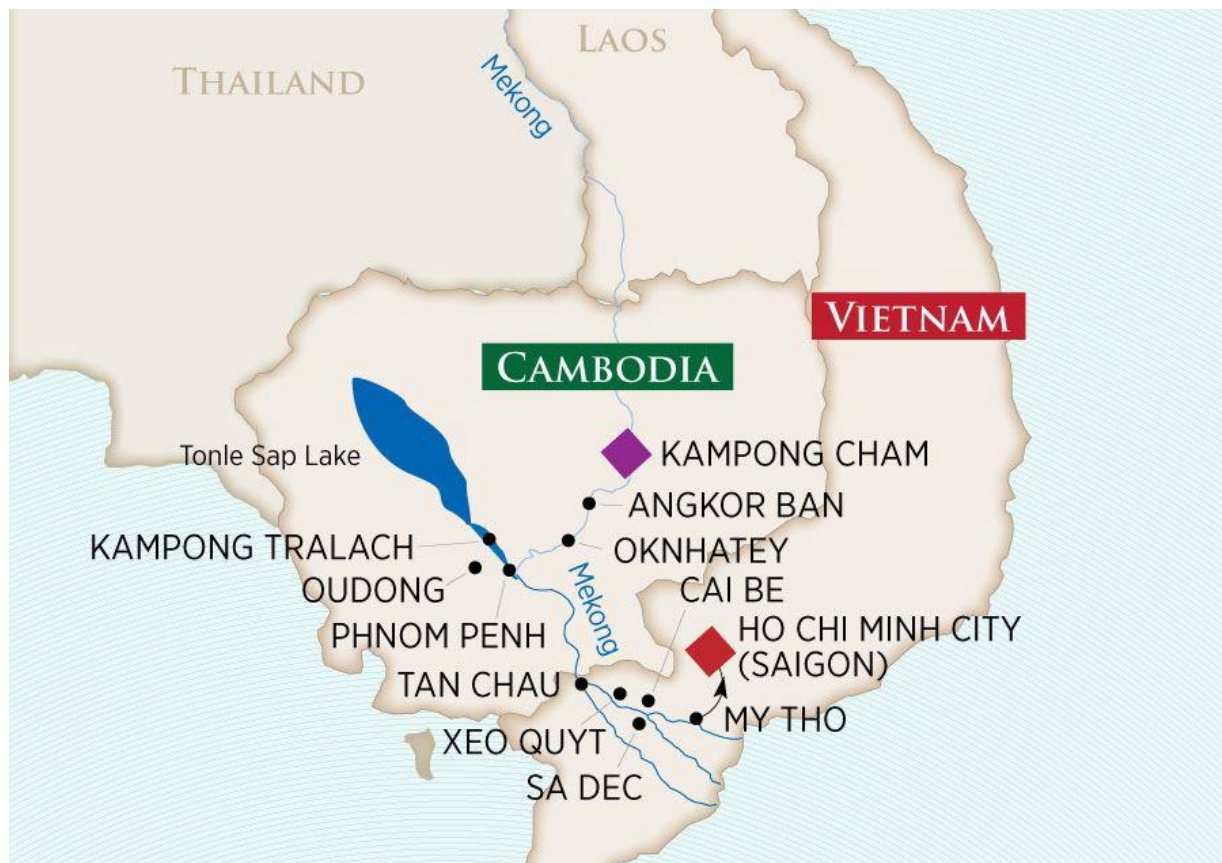 LAOS
THAILAND
Mekong
VIETNAM
CAMBODIA
Tonle Sap Lake
KAMPONG CHAM
ANGKOR BAN
KAMPONG TRALACH
OKNHATEY
OUDONG
CAI BE
PHNOM PENH
Mekong
HO CHI MINH CITY
(SAIGON)
TAN CHAU
MY THO
XEO QUYT
SA DEC